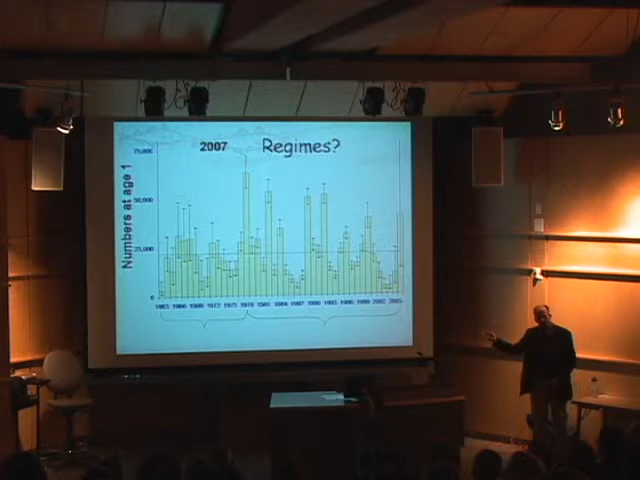 2007 Regimes?
Numbers at age 1
75,000
50,000
25,000
0
1963 1966 1969 1972 1975 1978 1981 1984 1987 1990 1993 1996 1999 2002 2005